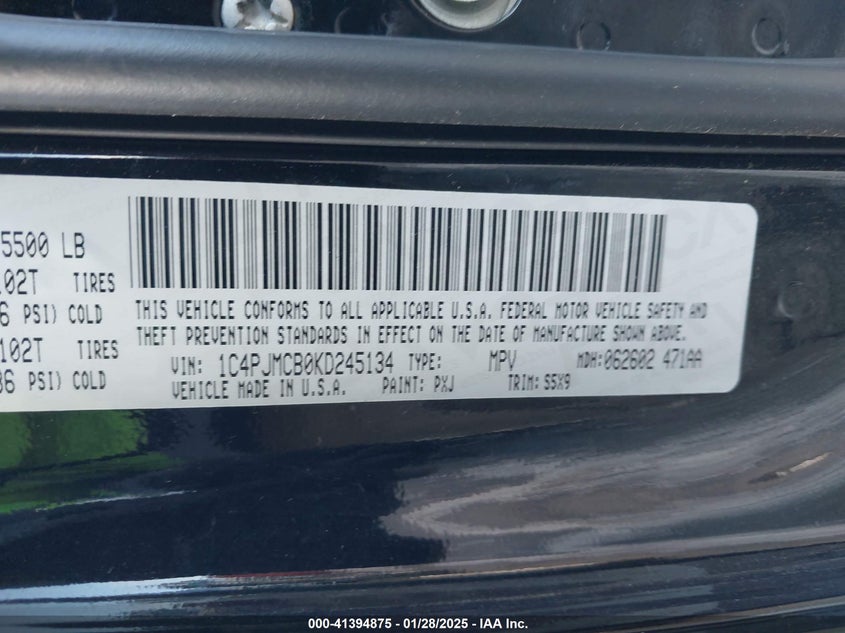 5500 LB
102T TIRES
6 PSI) COLD
102T TIRES
36 PSI) COLD
THIS VEHICLE CONFORMS TO ALL APPLICABLE U.S.A. FEDERAL MOTOR VEHICLE SAFETY AND
THEFT PREVENTION STANDARDS IN EFFECT ON THE DATE OF MANUFACTURE SHOWN ABOVE.
VIN: 1C4PJMCB0KD245134 TYPE: MPV MDH: 062602 471AA
VEHICLE MADE IN U.S.A. PAINT: PXJ TRIM: S5X9
000-41394875 / 01/28/2025 - IAA Inc.